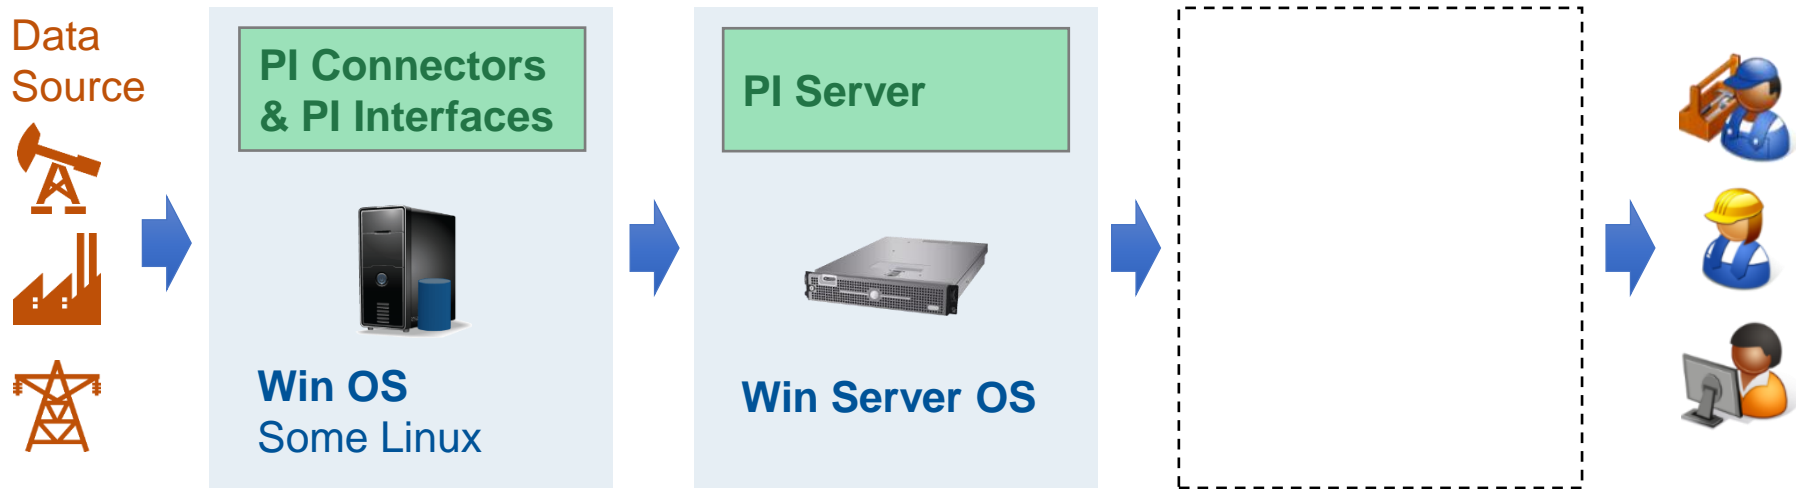 Data
Source
PI Connectors
& PI Interfaces
Win OS
Some Linux
PI Server
Win Server OS